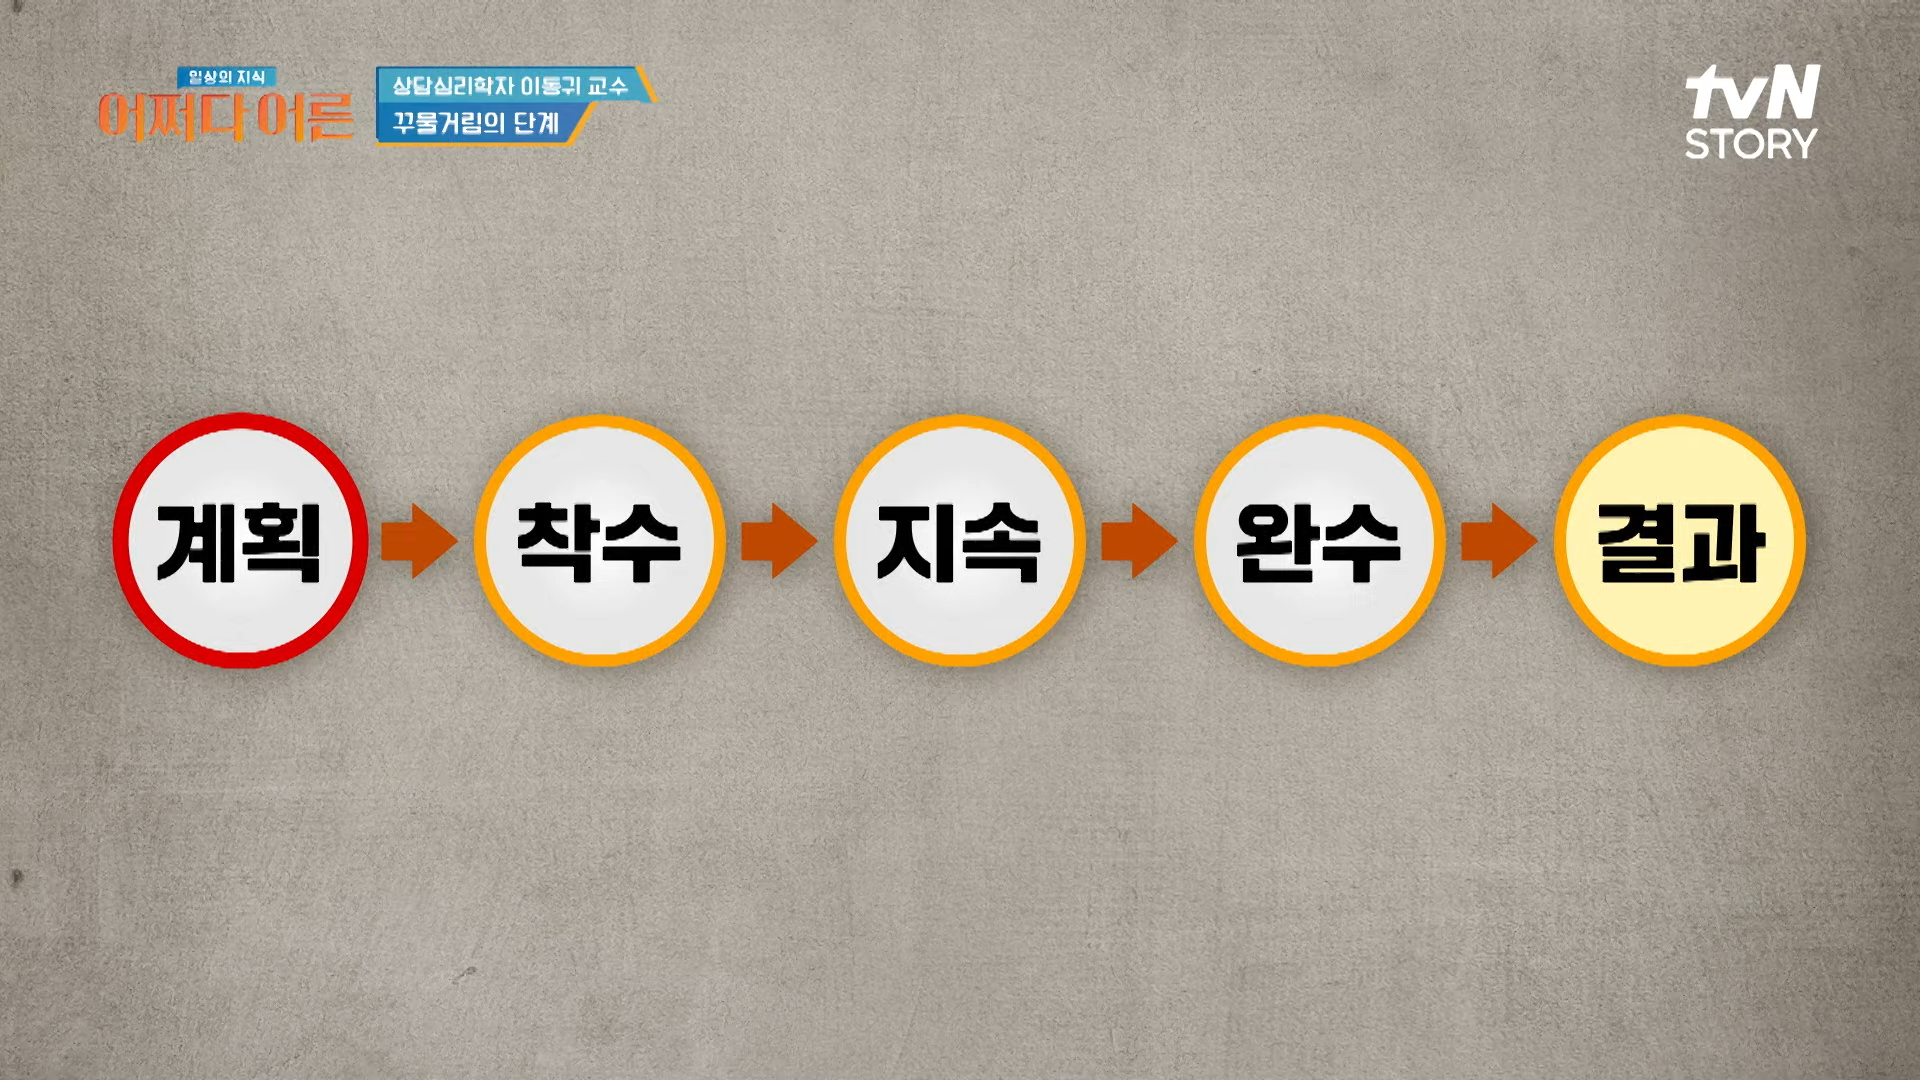 일상의 지식
어쩌다 어른
상담심리학자 이동귀 교수
꾸물거림의 단계
tvN
STORY
계획
착수
지속
완수
결과